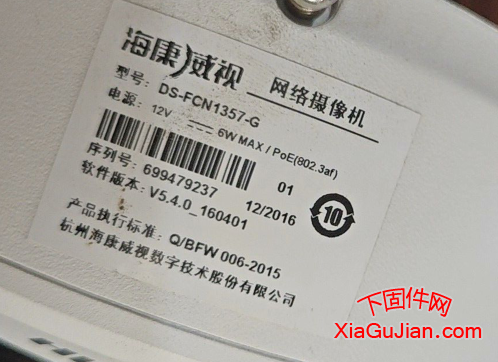 海康威视 网络摄像机
型号: DS-FCN1357-G
电源: 12V ⎓ 6W MAX / PoE(802.3af)
01
序列号: 699479237 12/2016
软件版本: V5.4.0_160401
10
产品执行标准: Q/BFW 006-2015
杭州海康威视数字技术股份有限公司
下固件网
XiaGuJian.com